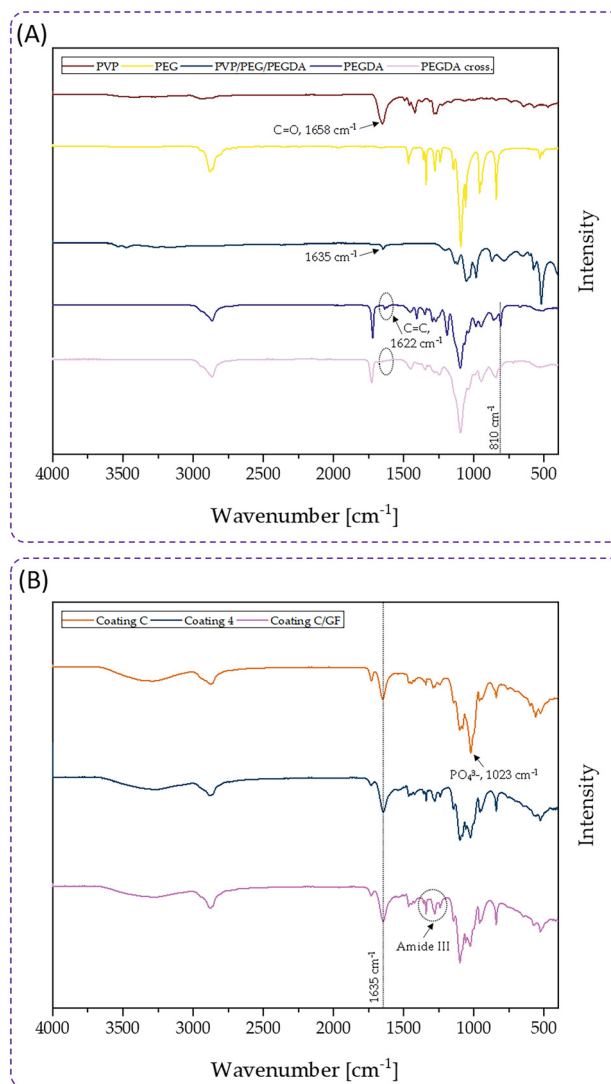 (A)
PVP PEG PVP/PEG/PEGDA PEGDA PEGDA cross.
C=O, 1658 cm⁻¹
1635 cm⁻¹
C=C,
1622 cm⁻¹
810 cm⁻¹
Intensity
4000 3500 3000 2500 2000 1500 1000 500
Wavenumber [cm⁻¹]
(B)
Coating C Coating 4 Coating C/GF
PO₄³⁻, 1023 cm⁻¹
Amide III
1635 cm⁻¹
Intensity
4000 3500 3000 2500 2000 1500 1000 500
Wavenumber [cm⁻¹]